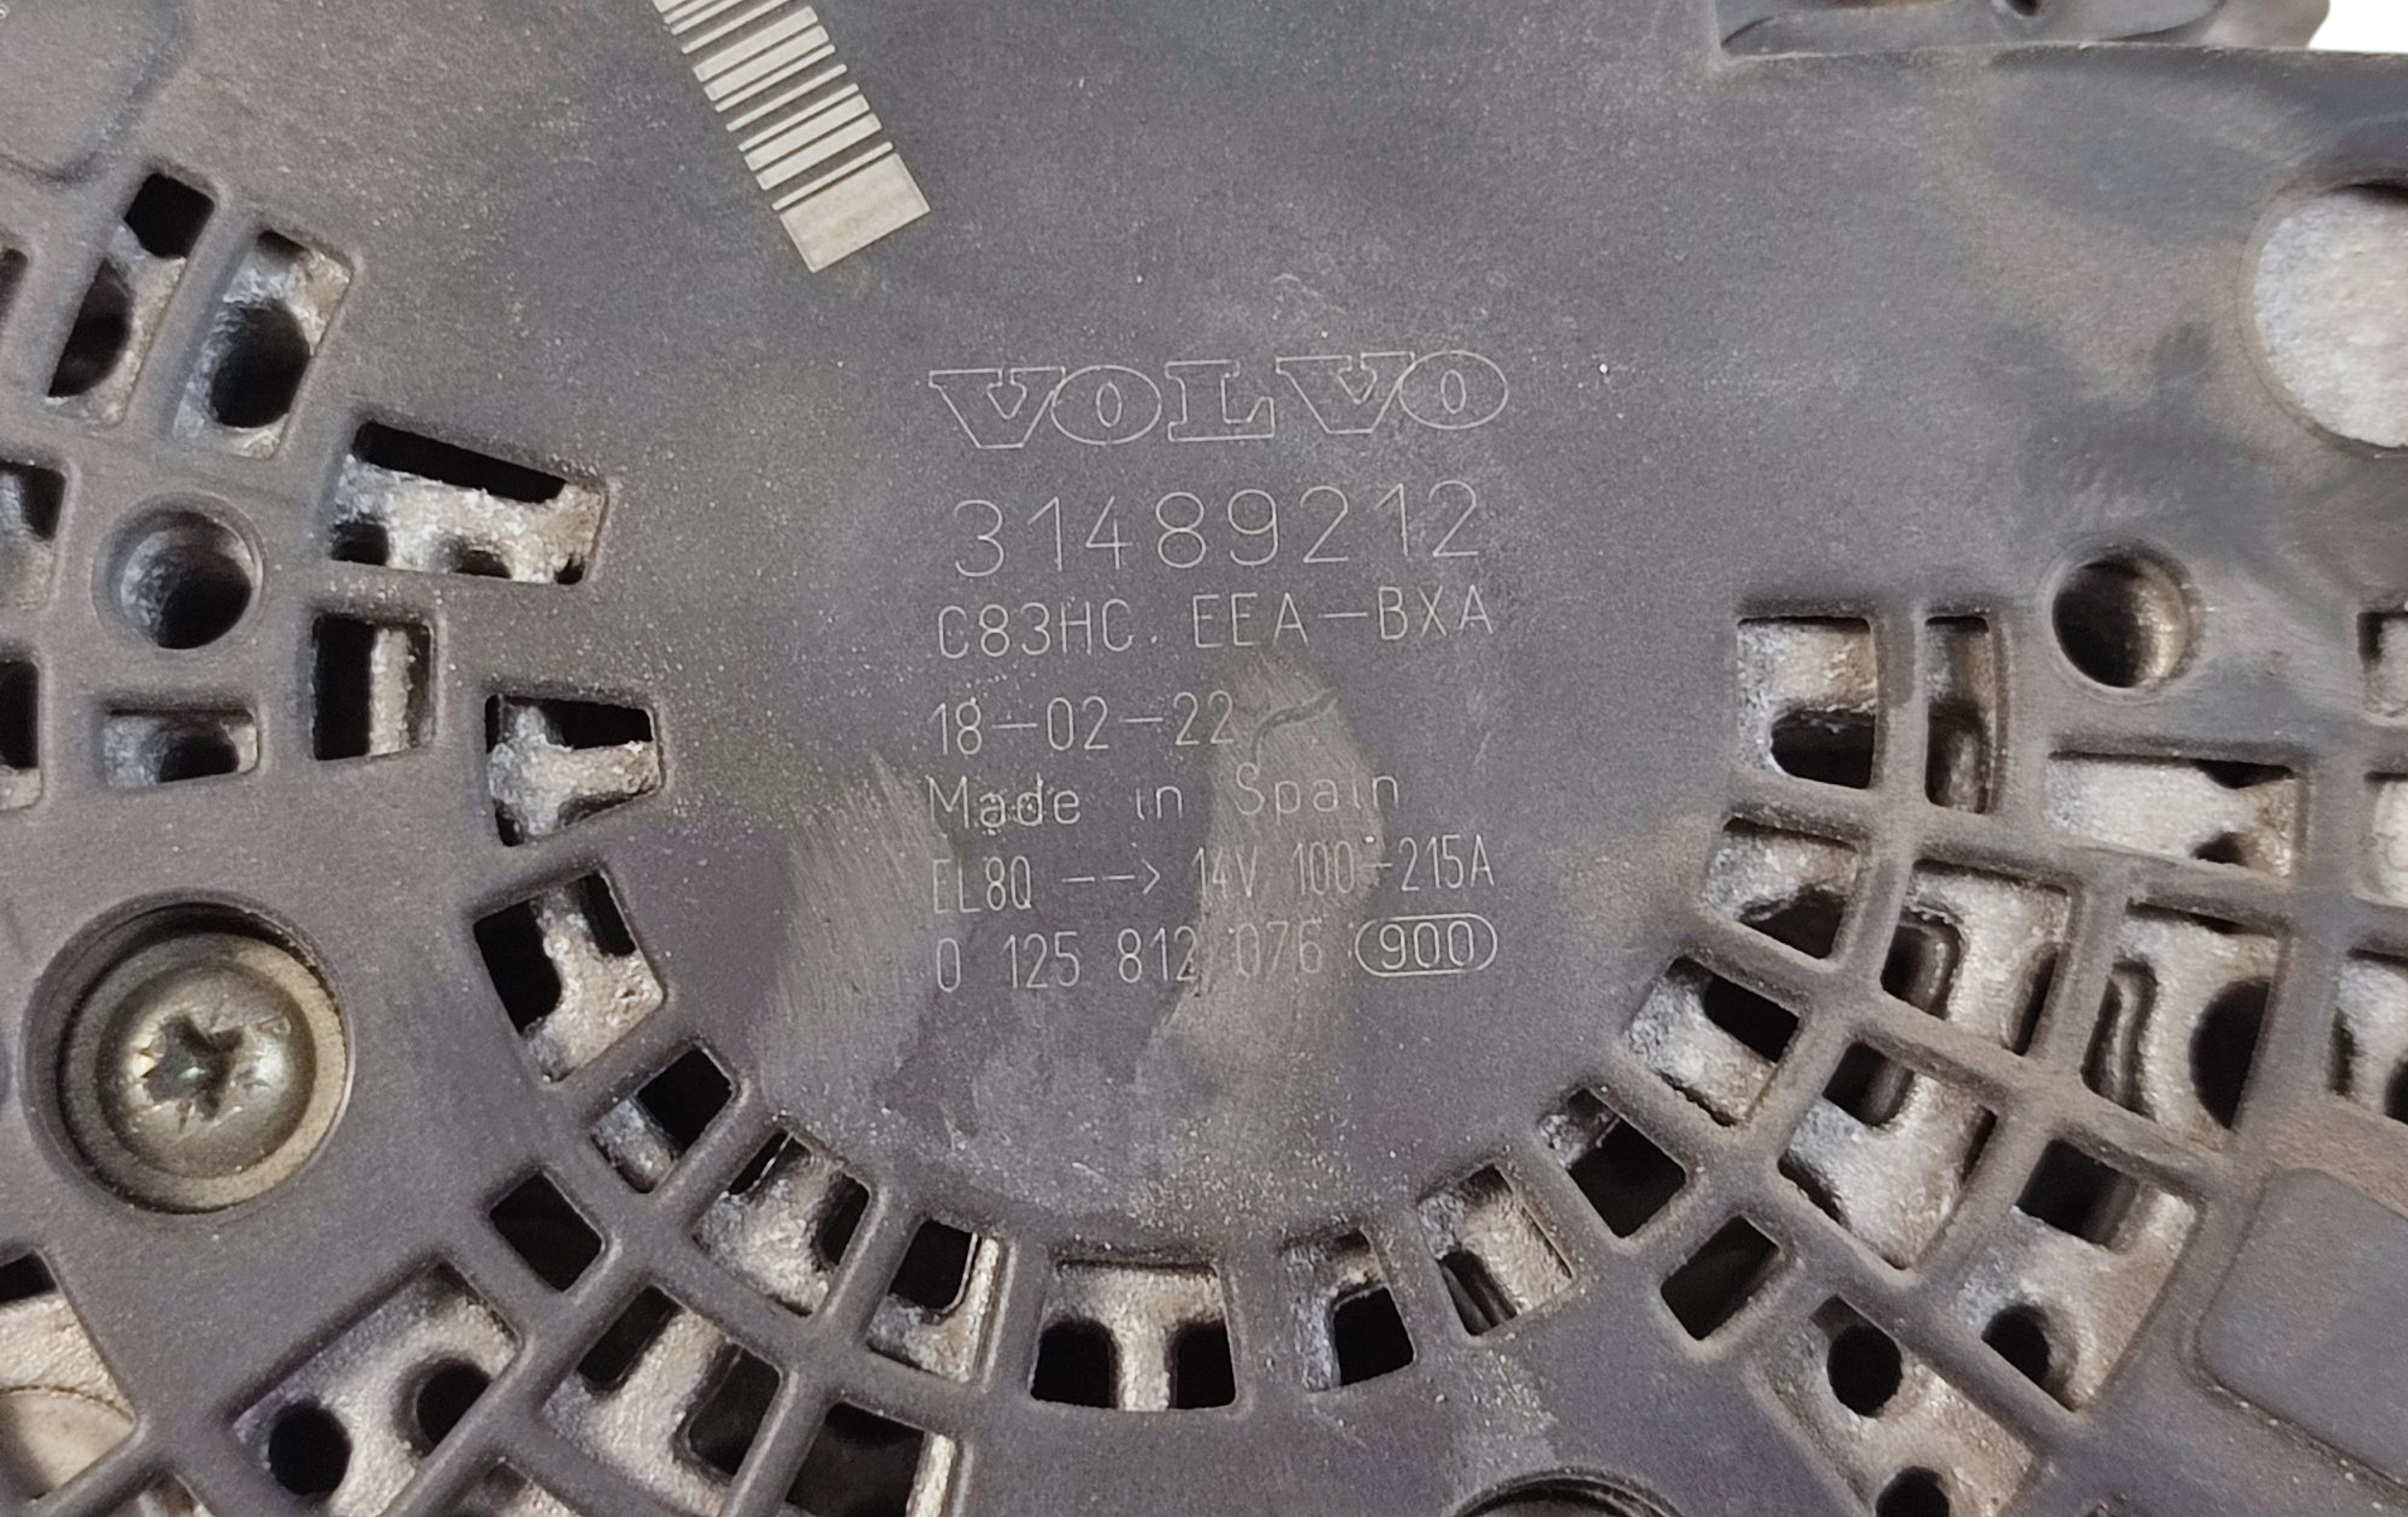 VOLVO
31489212
C83HC. EEA-BXA
18-02-22
Made in Spain
EL8Q --> 14V 100-215A
0 125 812 076 900